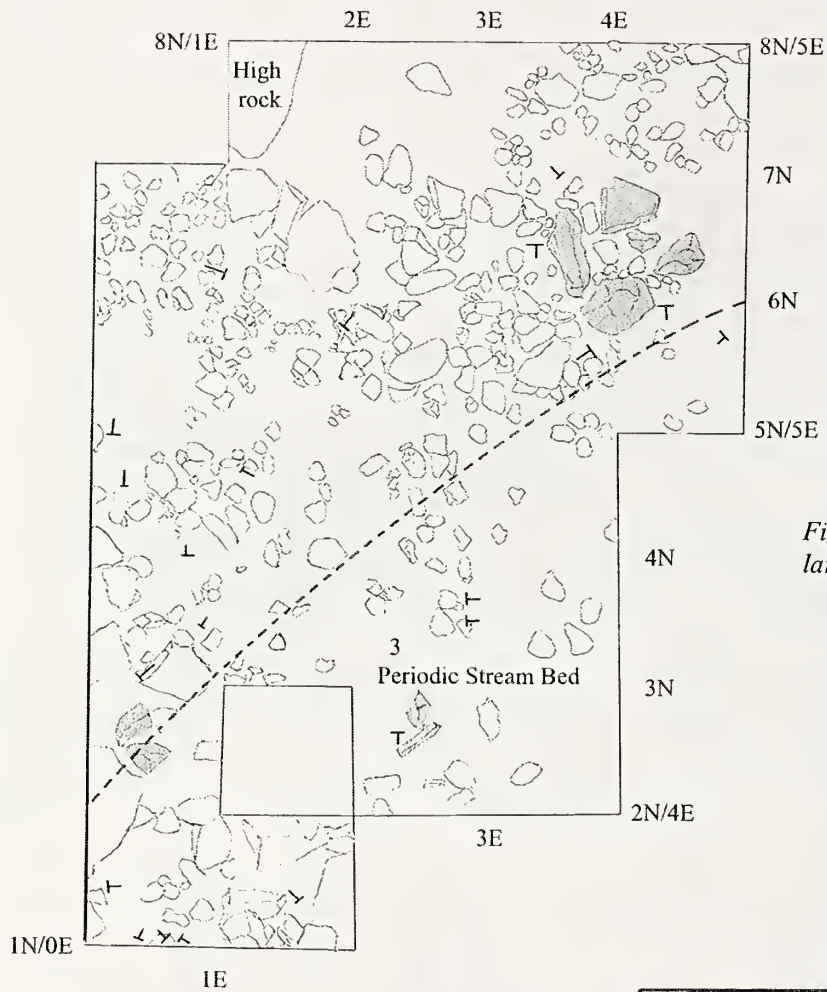 2E 3E 4E
8N/1E 8N/5E
High
rock
7N
6N
5N/5E
4N
3
Periodic Stream Bed
3N
2N/4E
3E
1N/0E
1E